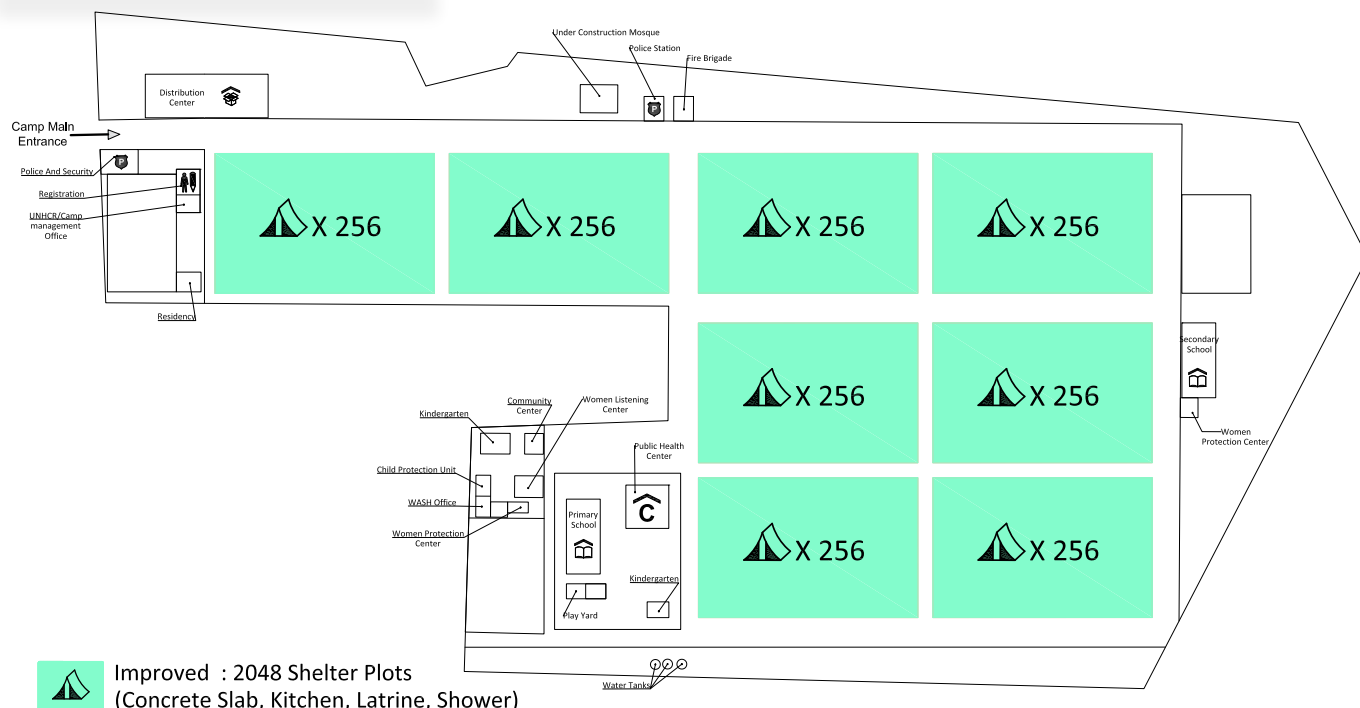 Under Construction Mosque
Police Station
Fire Brigade
Distribution
Center
P
Camp Main
Entrance
P
Police And Security
Registration
UNHCR/Camp
management
Office
Residency
X 256
X 256
X 256
X 256
X 256
X 256
Secondary
School
Women
Protection Center
Community
Center
Women Listening
Center
Kindergarten
Public Health
Center
C
Child Protection Unit
WASH Office
Women Protection
Center
Primary
School
Kindergarten
Play Yard
X 256
X 256
Water Tanks
Improved : 2048 Shelter Plots
(Concrete Slab, Kitchen, Latrine, Shower)